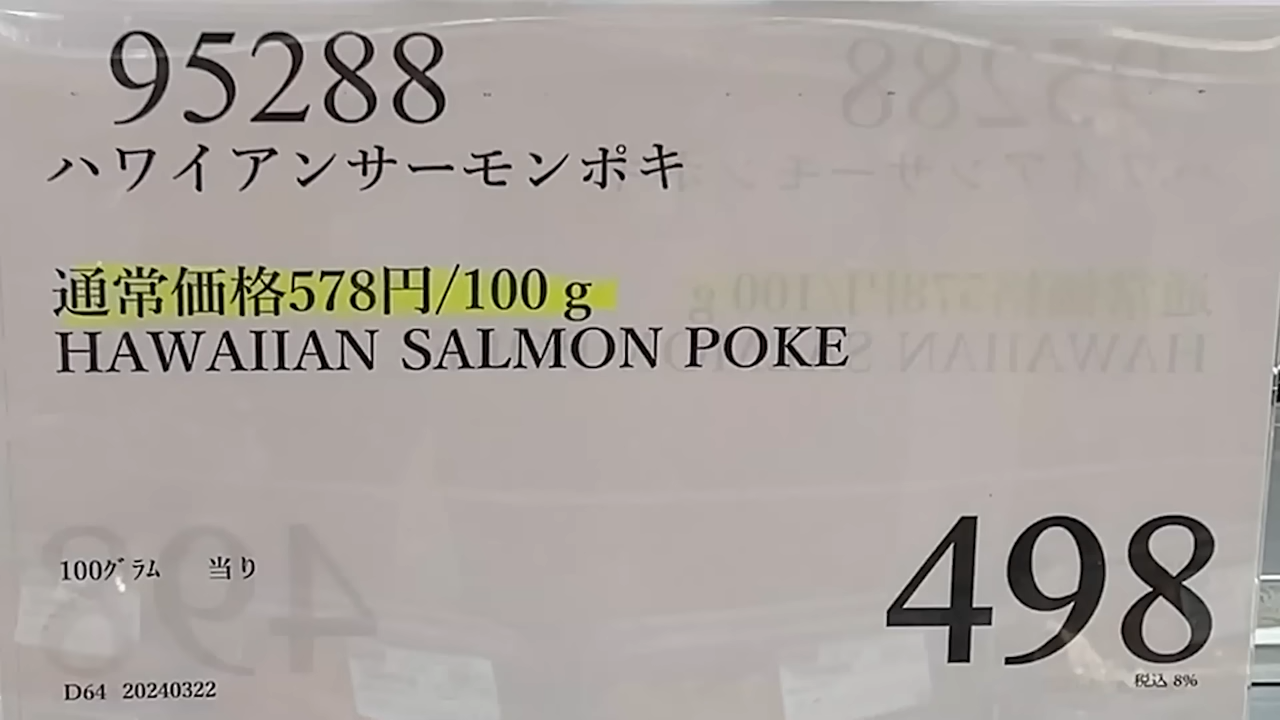 95288
ハワイアンサーモンポキ
通常価格578円/100 g
HAWAIIAN SALMON POKE
100グラム 当り
498
税込 8%
D64 20240322